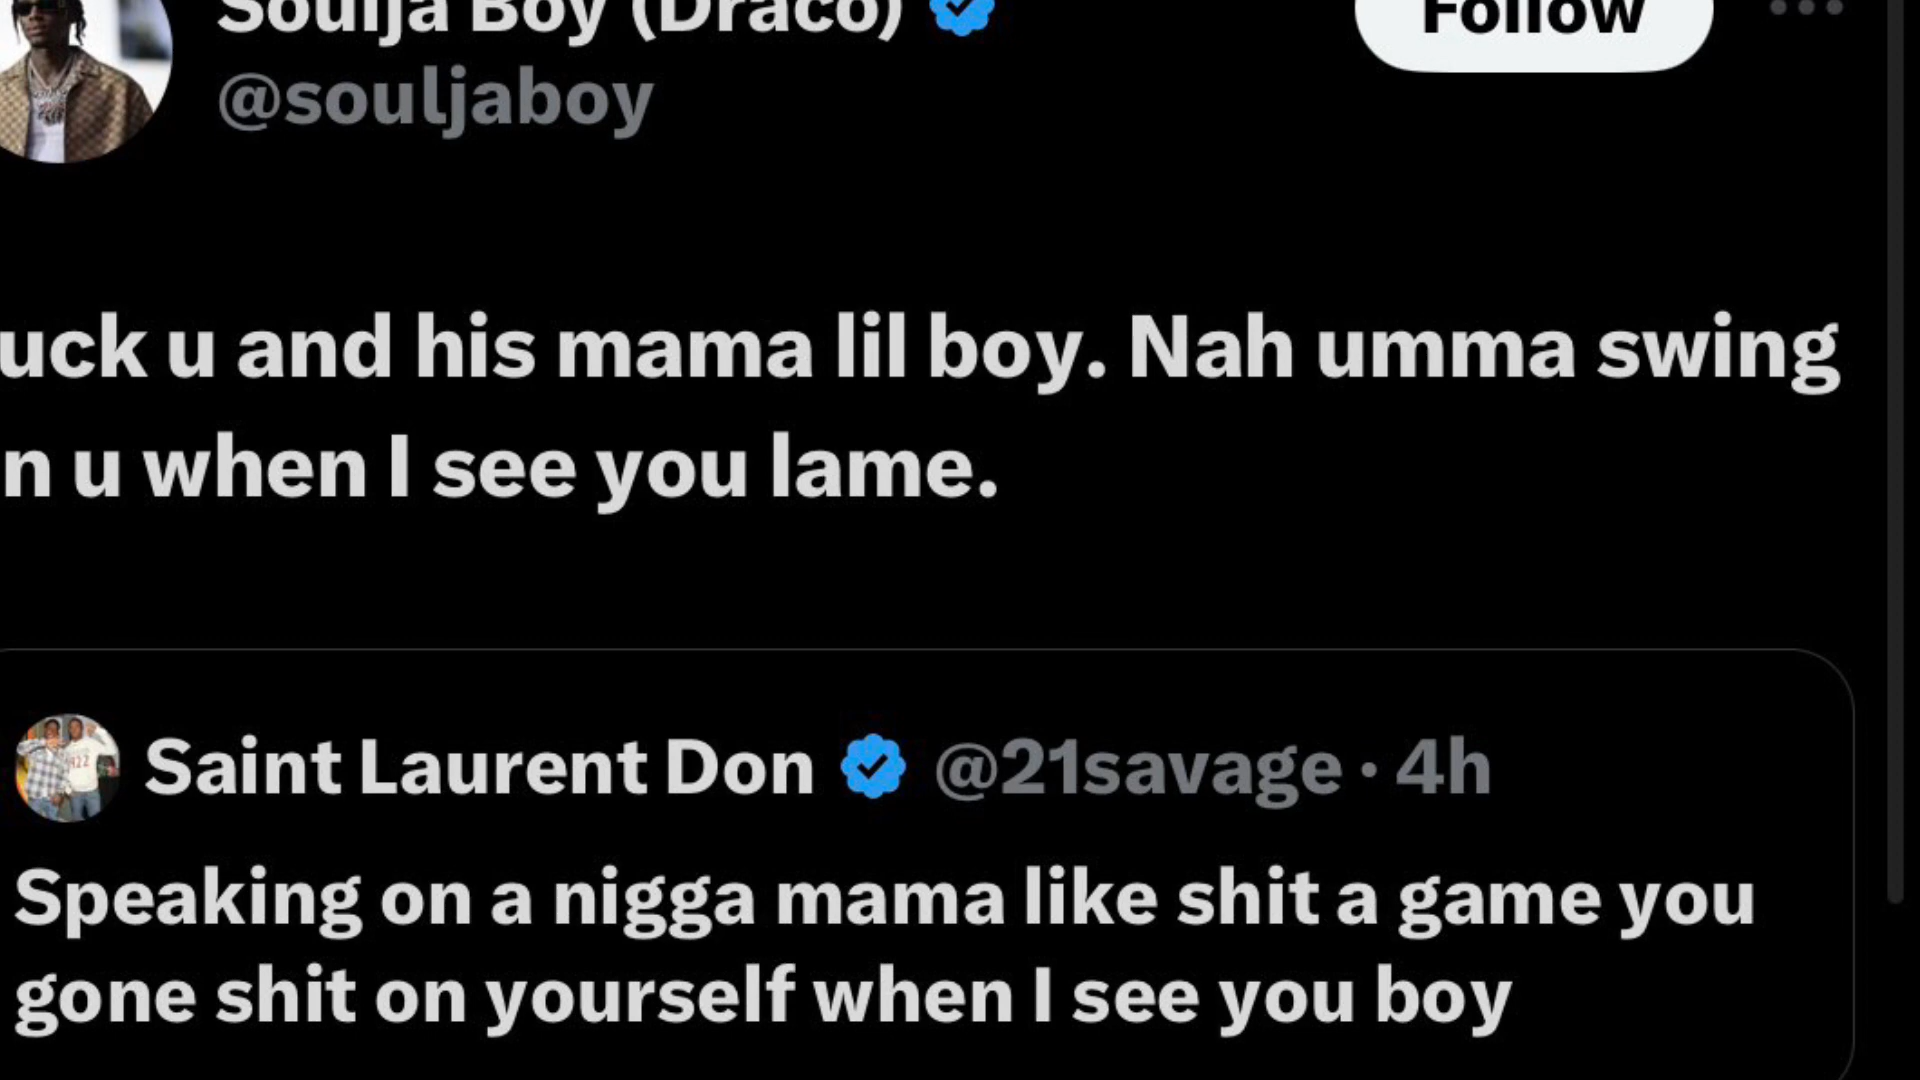 Soulja Boy (Draco)
Follow
@souljaboy
uck u and his mama lil boy. Nah umma swing
n u when I see you lame.
Saint Laurent Don @21savage · 4h
Speaking on a nigga mama like shit a game you
gone shit on yourself when I see you boy